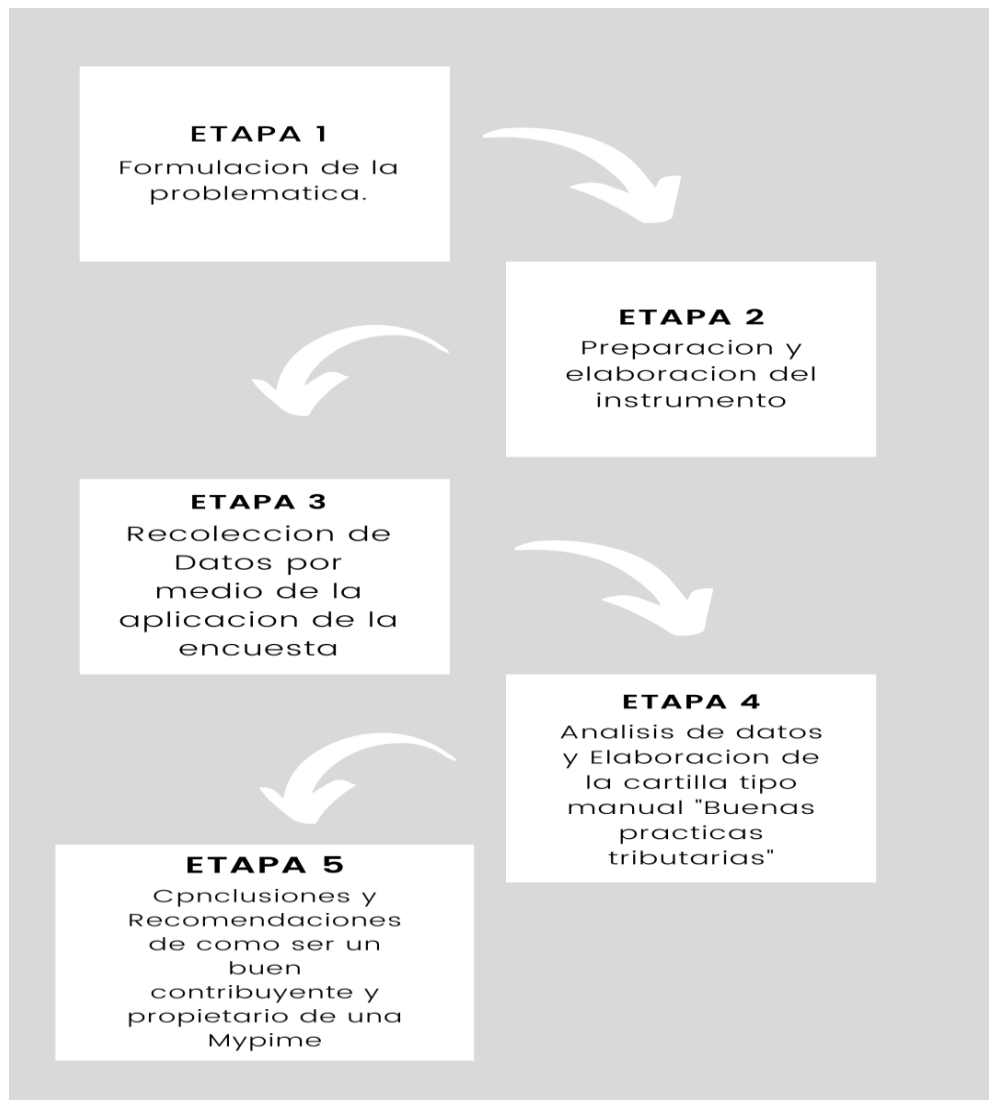 ETAPA 1
Formulacion de la
problematica.
ETAPA 2
Preparacion y
elaboracion del
instrumento
ETAPA 3
Recoleccion de
Datos por
medio de la
aplicacion de la
encuesta
ETAPA 4
Analisis de datos
y Elaboracion de
la cartilla tipo
manual "Buenas
practicas
tributarias"
ETAPA 5
Cpnclusiones y
Recomendaciones
de como ser un
buen
contribuyente y
propietario de una
Mypime